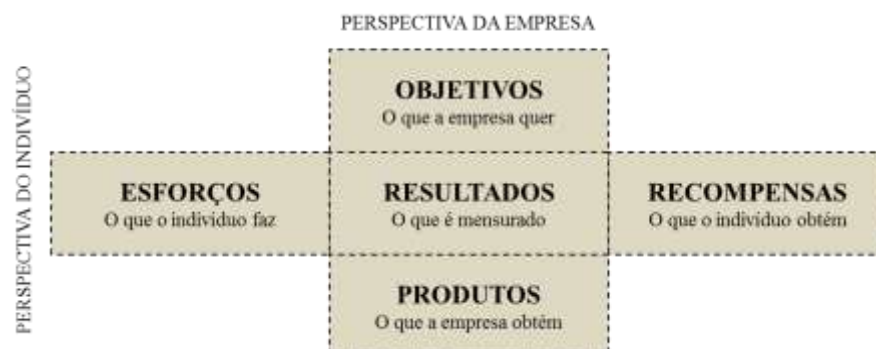 PERSPECTIVA DA EMPRESA
PERSPECTIVA DO INDIVÍDUO
OBJETIVOS
O que a empresa quer
ESFORÇOS
O que o indivíduo faz
RESULTADOS
O que é mensurado
RECOMPENSAS
O que o indivíduo obtém
PRODUTOS
O que a empresa obtém